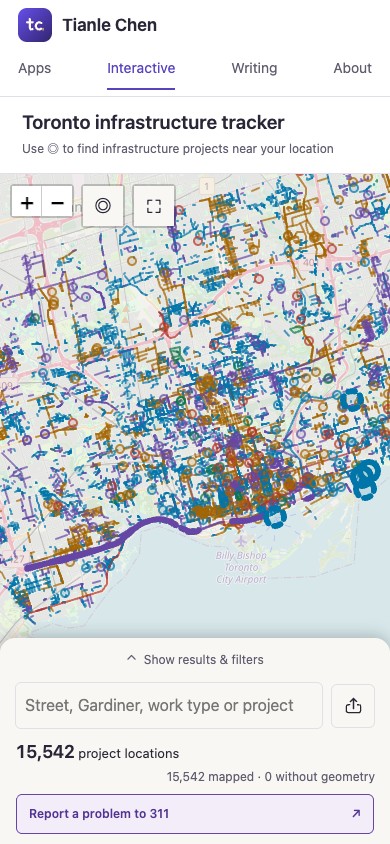 tc
Tianle Chen
Apps Interactive Writing About
Toronto infrastructure tracker
Use ◎ to find infrastructure projects near your location
+ − ◎
1
Billy Bishop
Toronto
City Airport
Show results & filters
Street, Gardiner, work type or project
15,542 project locations
15,542 mapped · 0 without geometry
Report a problem to 311 ↗